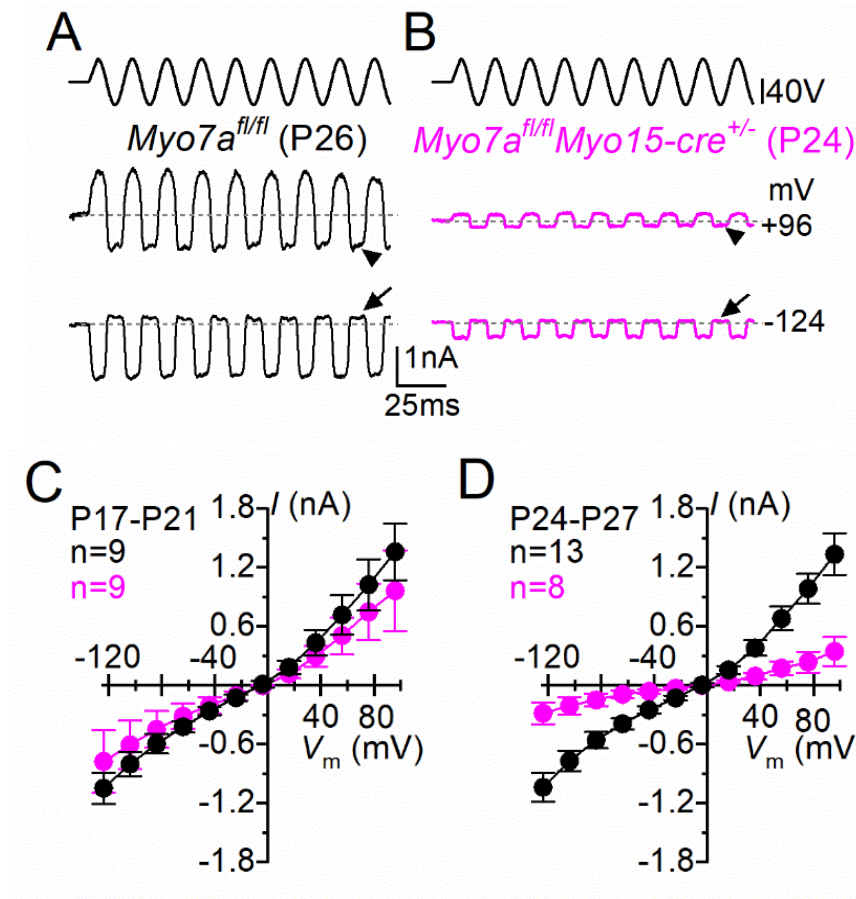 A
B
40V
Myo7afl/fl (P26)
Myo7afl/flMyo15-cre+/- (P24)
mV
+96
-124
1nA
25ms
C
P17-P21
n=9
n=9
1.8
I (nA)
1.2
0.6
-120
-40
40
80
Vm (mV)
-0.6
-1.2
-1.8
D
P24-P27
n=13
n=8
1.8
I (nA)
1.2
0.6
-120
-40
40
80
Vm (mV
-0.6
-1.2
-1.8